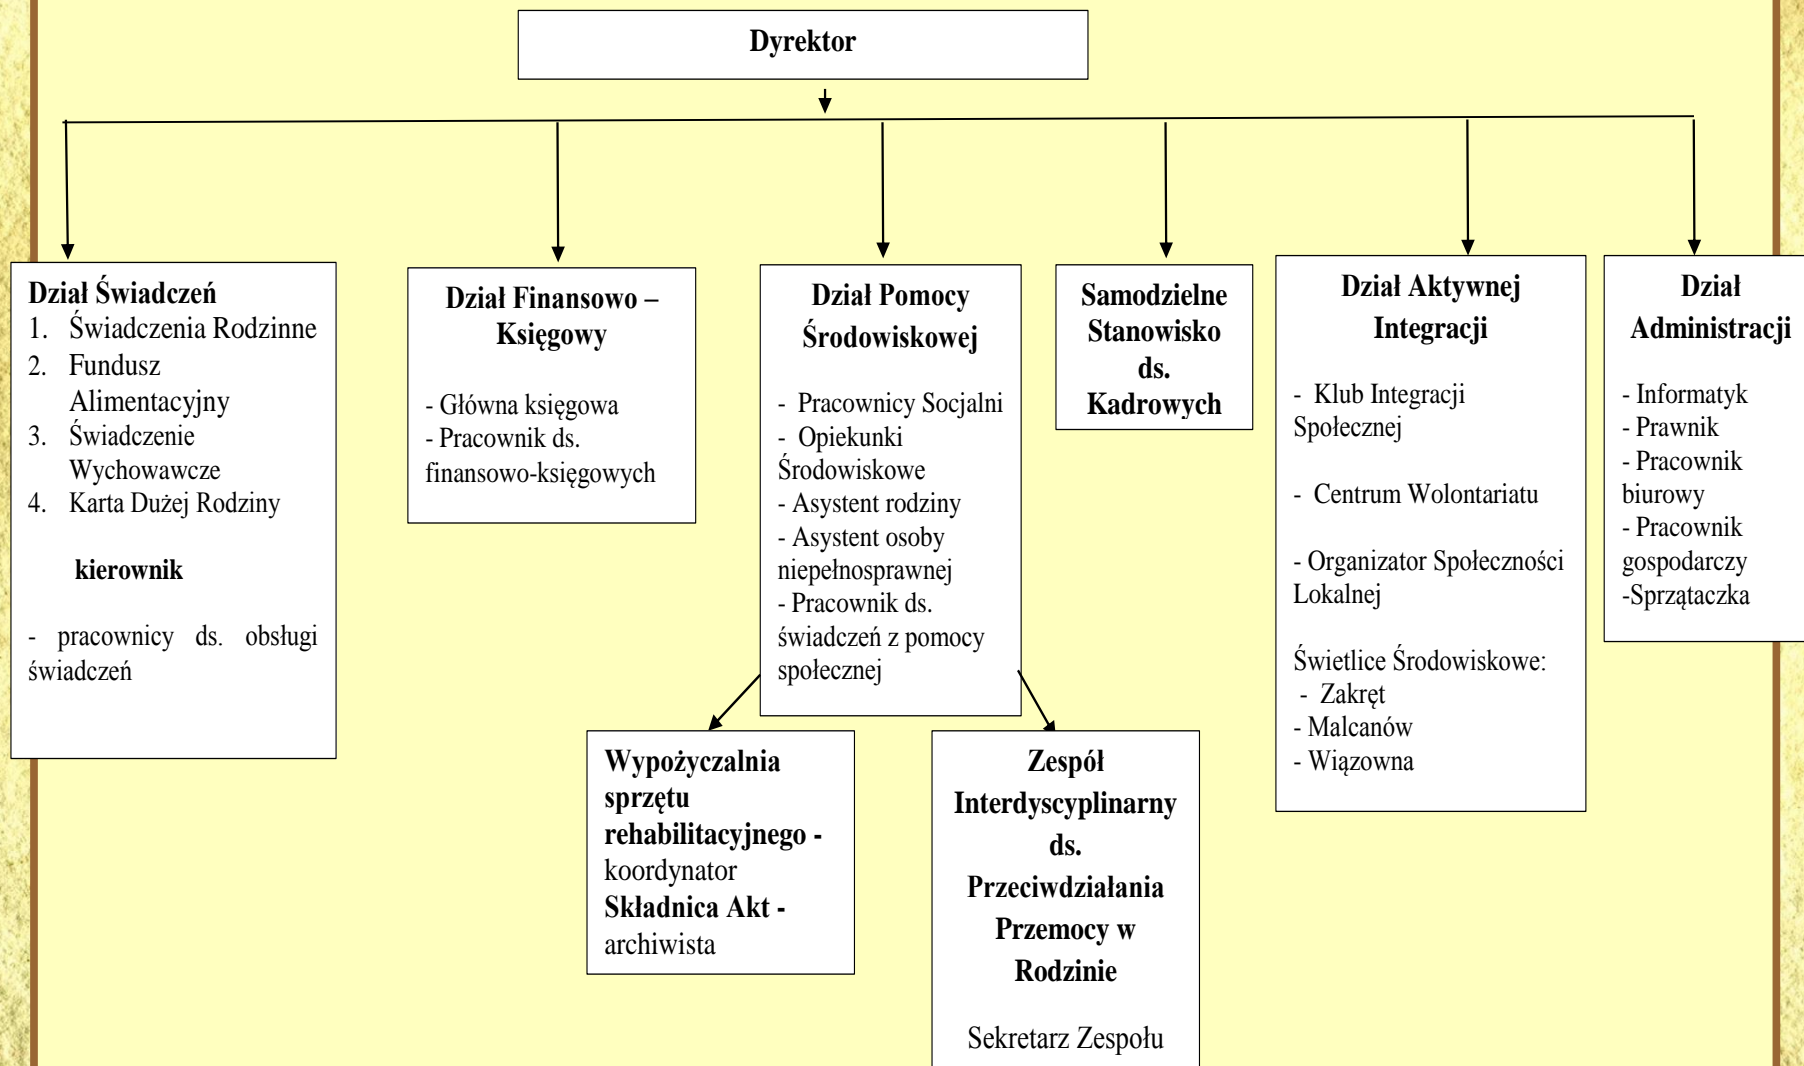 Dyrektor
Dział Świadczeń
1. Świadczenia Rodzinne
2. Fundusz
Alimentacyjny
3. Świadczenie
Wychowawcze
4. Karta Dużej Rodziny
kierownik
- pracownicy ds. obsługi
świadczeń
Dział Finansowo –
Księgowy
- Główna księgowa
- Pracownik ds.
finansowo-księgowych
Dział Pomocy
Środowiskowej
- Pracownicy Socjalni
- Opiekunki
Środowiskowe
- Asystent rodziny
- Asystent osoby
niepełnosprawnej
- Pracownik ds.
świadczeń z pomocy
społecznej
Samodzielne
Stanowisko
ds.
Kadrowych
Dział Aktywnej
Integracji
- Klub Integracji
Społecznej
- Centrum Wolontariatu
- Organizator Społeczności
Lokalnej
Świetlice Środowiskowe:
- Zakręt
- Malcanów
- Wiązowna
Dział
Administracji
- Informatyk
- Prawnik
- Pracownik
biurowy
- Pracownik
gospodarczy
-Sprzątaczka
Wypożyczalnia
sprzętu
rehabilitacyjnego -
koordynator
Składnica Akt -
archiwista
Zespół
Interdyscyplinarny
ds.
Przeciwdziałania
Przemocy w
Rodzinie
Sekretarz Zespołu